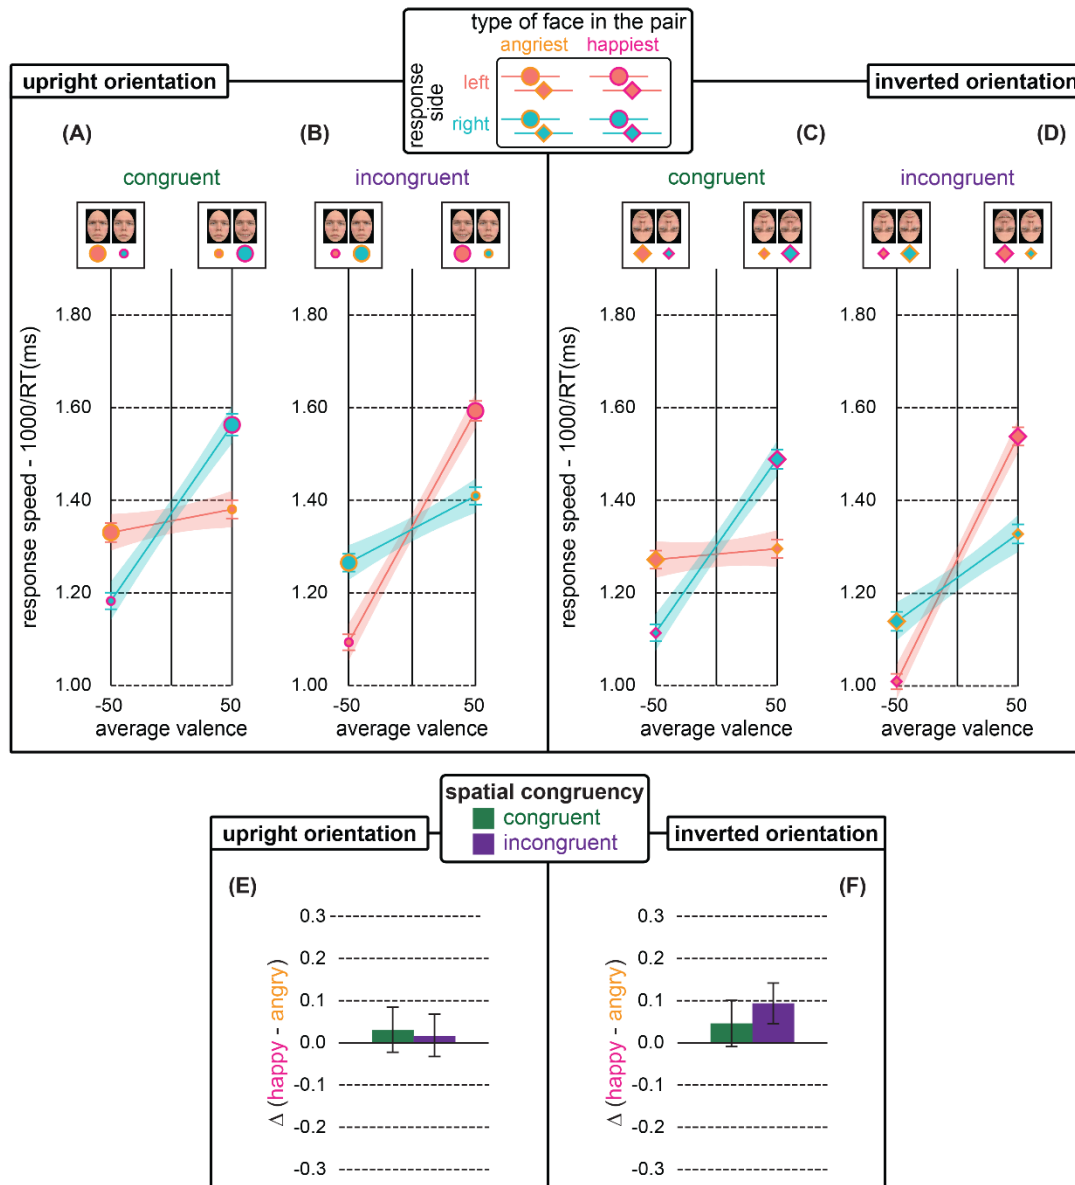 type of face in the pair
angriest happiest
response side
left
right
upright orientation
inverted orientation
(A)
(B)
(C)
(D)
congruent
incongruent
congruent
incongruent
response speed - 1000/RT(ms)
1.80
1.60
1.40
1.20
1.00
-50 50
average valence
1.80
1.60
1.40
1.20
1.00
-50 50
average valence
response speed - 1000/RT(ms)
1.80
1.60
1.40
1.20
1.00
-50 50
average valence
1.80
1.60
1.40
1.20
1.00
-50 50
average valence
spatial congruency
congruent
incongruent
upright orientation
inverted orientation
(E)
Δ (happy - angry)
0.3
0.2
0.1
0.0
-0.1
-0.2
-0.3
(F)
Δ (happy - angry)
0.3
0.2
0.1
0.0
-0.1
-0.2
-0.3